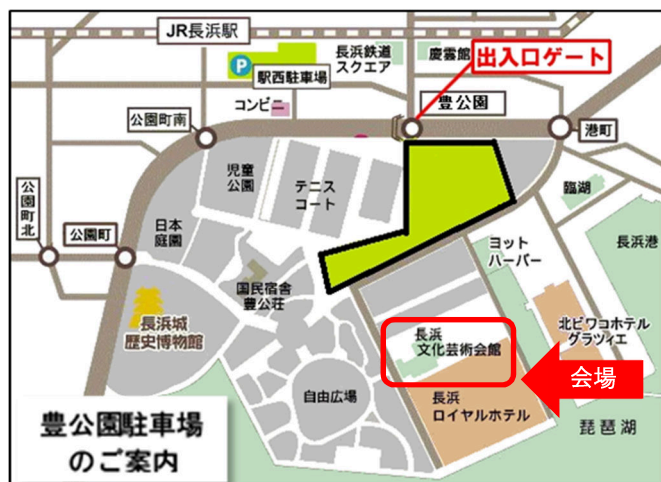 JR長浜駅
P
駅西駐車場
長浜鉄道
スクエア
慶雲館
出入口ゲート
コンビニ
豊公園
公園町南
港町
児童
公園
テニス
コート
臨湖
公園町北
公園町
日本
庭園
ヨット
ハーバー
長浜港
国民宿舎
豊公荘
長浜城
歴史博物館
長浜
文化芸術会館
北ビワコホテル
グラツィエ
会場
自由広場
長浜
ロイヤルホテル
琵琶湖
豊公園駐車場
のご案内